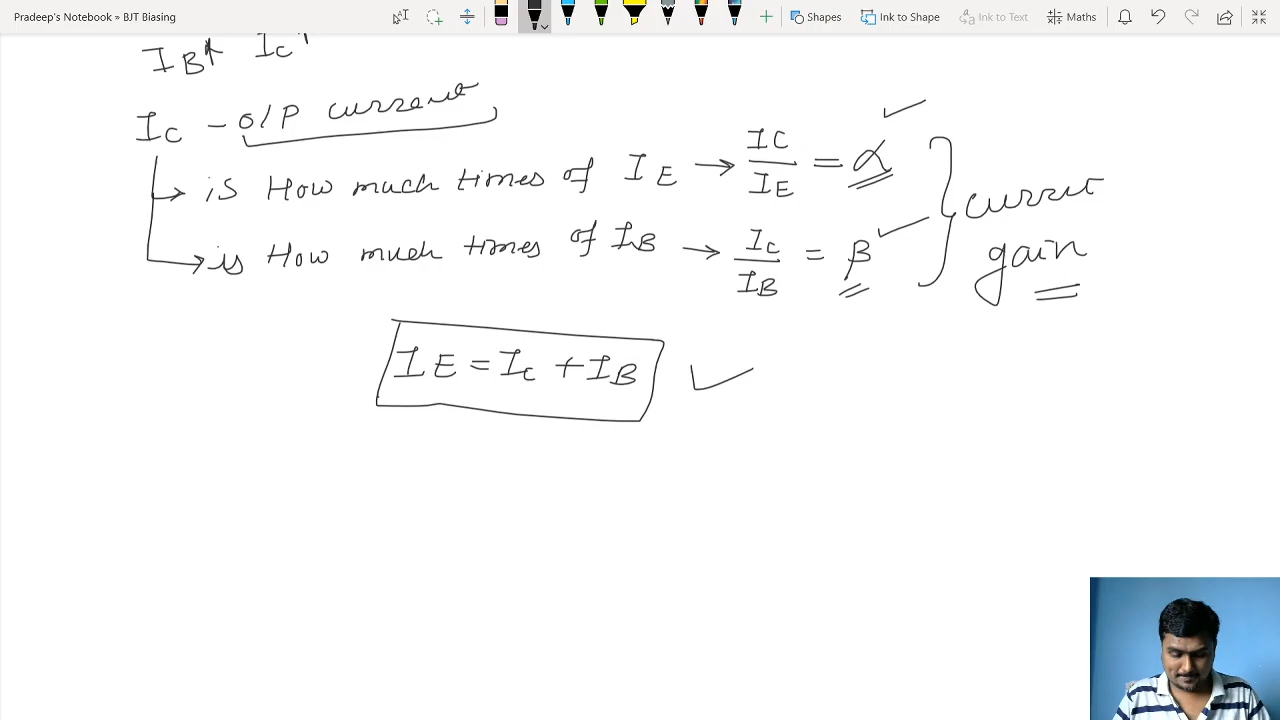 Pradeep's Notebook » BJT Biasing
Shapes
Ink to Shape
Ink to Text
Maths
IB↑ IC↑
IC - O/P current
is How much times of IE → IC/IE = α
is How much times of IB → IC/IB = β
current gain
IE = IC + IB